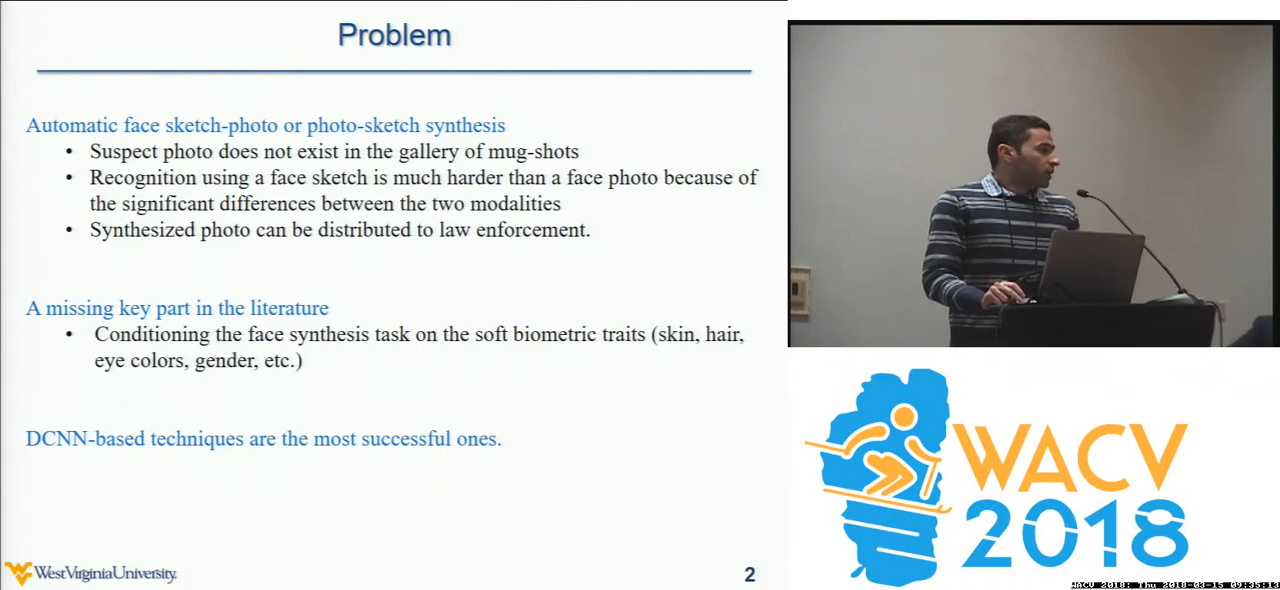 Problem
Automatic face sketch-photo or photo-sketch synthesis
• Suspect photo does not exist in the gallery of mug-shots
• Recognition using a face sketch is much harder than a face photo because of
the significant differences between the two modalities
• Synthesized photo can be distributed to law enforcement.
A missing key part in the literature
• Conditioning the face synthesis task on the soft biometric traits (skin, hair,
eye colors, gender, etc.)
DCNN-based techniques are the most successful ones.
WestVirginiaUniversity
2
WACV
2018
WACV 2018: Thu 2018-03-15 09:35:13